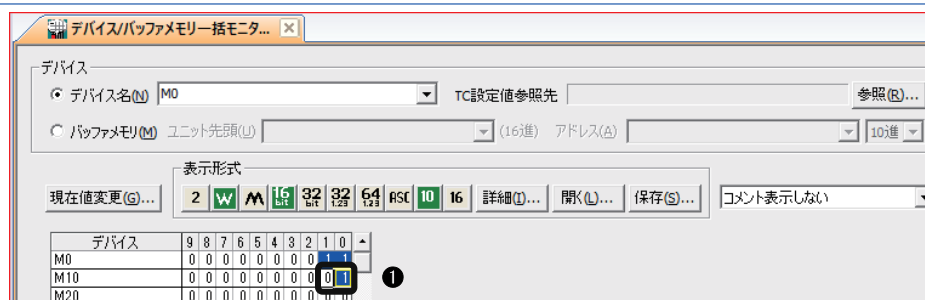 デバイス/バッファメモリ一括モニタ...
デバイス
デバイス名(N) M0 TC設定値参照先 参照(R)...
バッファメモリ(M) ユニット先頭(U) (16進) アドレス(A) 10進
表示形式
現在値変更(G)... 2 W M 16bit 32bit 32 1.23 64 1.23 ASC 10 16 詳細(I)... 開く(L)... 保存(S)... コメント表示しない
デバイス 9 8 7 6 5 4 3 2 1 0
M0 0 0 0 0 0 0 0 0 1 1
M10 0 0 0 0 0 0 0 0 0 1 ❶
M20 0 0 0 0 0 0 0 0 0 0